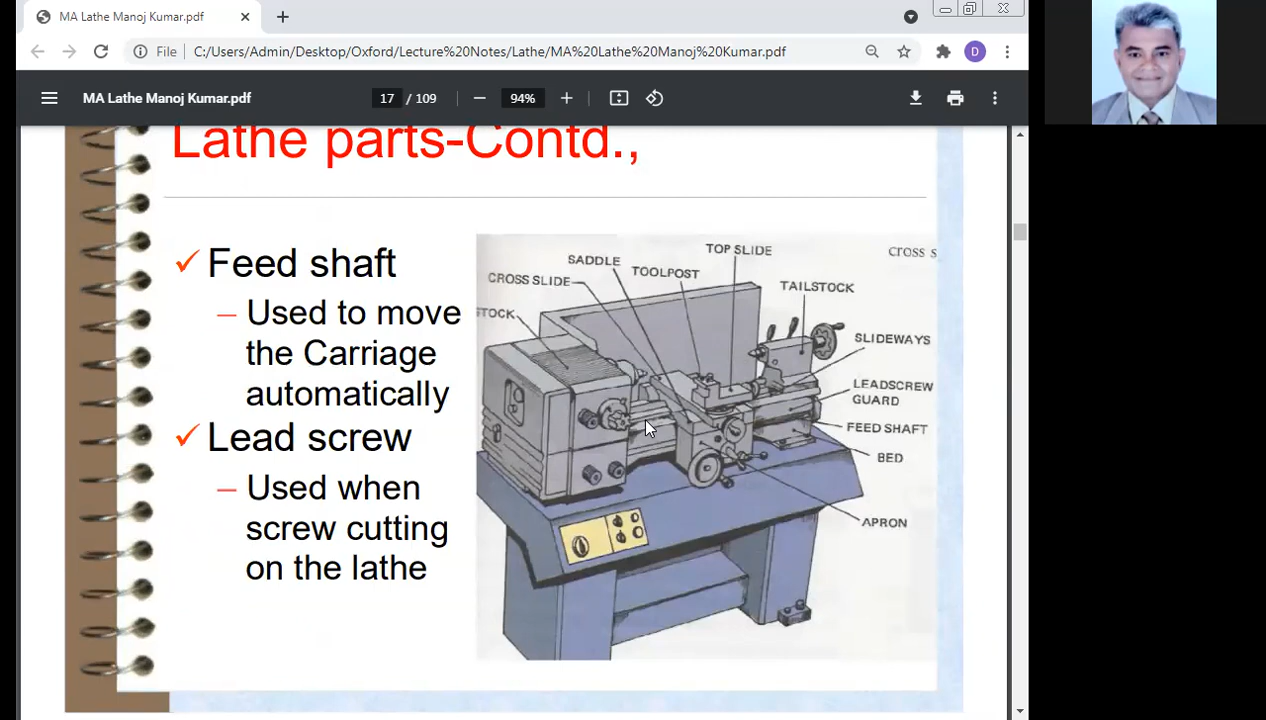 MA Lathe Manoj Kumar.pdf
File C:/Users/Admin/Desktop/Oxford/Lecture%20Notes/Lathe/MA%20Lathe%20Manoj%20Kumar.pdf
D
MA Lathe Manoj Kumar.pdf
17 / 109
94%
Lathe parts-Contd.,
Feed shaft
– Used to move
the Carriage
automatically
Lead screw
– Used when
screw cutting
on the lathe
TOP SLIDE
cross s
SADDLE
TOOLPOST
CROSS SLIDE
TAILSTOCK
STOCK
SLIDEWAYS
LEADSCREW
GUARD
FEED SHAFT
BED
APRON